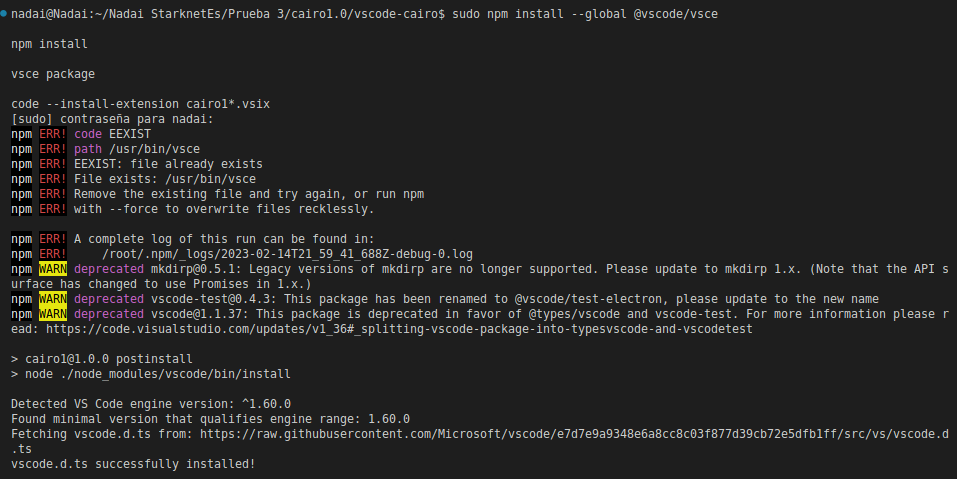 nadai@Nadai:~/Nadai StarknetEs/Prueba 3/cairo1.0/vscode-cairo$ sudo npm install --global @vscode/vsce
npm install
vsce package
code --install-extension cairo1*.vsix
[sudo] contraseña para nadai:
npm ERR! code EEXIST
npm ERR! path /usr/bin/vsce
npm ERR! EEXIST: file already exists
npm ERR! File exists: /usr/bin/vsce
npm ERR! Remove the existing file and try again, or run npm
npm ERR! with --force to overwrite files recklessly.
npm ERR! A complete log of this run can be found in:
npm ERR!     /root/.npm/_logs/2023-02-14T21_59_41_688Z-debug-0.log
npm WARN deprecated mkdirp@0.5.1: Legacy versions of mkdirp are no longer supported. Please update to mkdirp 1.x. (Note that the API s
urface has changed to use Promises in 1.x.)
npm WARN deprecated vscode-test@0.4.3: This package has been renamed to @vscode/test-electron, please update to the new name
npm WARN deprecated vscode@1.1.37: This package is deprecated in favor of @types/vscode and vscode-test. For more information please r
ead: https://code.visualstudio.com/updates/v1_36#_splitting-vscode-package-into-typesvscode-and-vscodetest
> cairo1@1.0.0 postinstall
> node ./node_modules/vscode/bin/install
Detected VS Code engine version: ^1.60.0
Found minimal version that qualifies engine range: 1.60.0
Fetching vscode.d.ts from: https://raw.githubusercontent.com/Microsoft/vscode/e7d7e9a9348e6a8cc8c03f877d39cb72e5dfb1ff/src/vs/vscode.d
.ts
vscode.d.ts successfully installed!